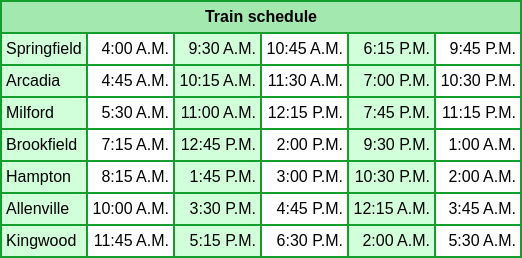 Train schedule
Springfield 4:00 A.M. 9:30 A.M. 10:45 A.M. 6:15 P.M. 9:45 P.M.
Arcadia 4:45 A.M. 10:15 A.M. 11:30 A.M. 7:00 P.M. 10:30 P.M.
Milford 5:30 A.M. 11:00 A.M. 12:15 P.M. 7:45 P.M. 11:15 P.M.
Brookfield 7:15 A.M. 12:45 P.M. 2:00 P.M. 9:30 P.M. 1:00 A.M.
Hampton 8:15 A.M. 1:45 P.M. 3:00 P.M. 10:30 P.M. 2:00 A.M.
Allenville 10:00 A.M. 3:30 P.M. 4:45 P.M. 12:15 A.M. 3:45 A.M.
Kingwood 11:45 A.M. 5:15 P.M. 6:30 P.M. 2:00 A.M. 5:30 A.M.